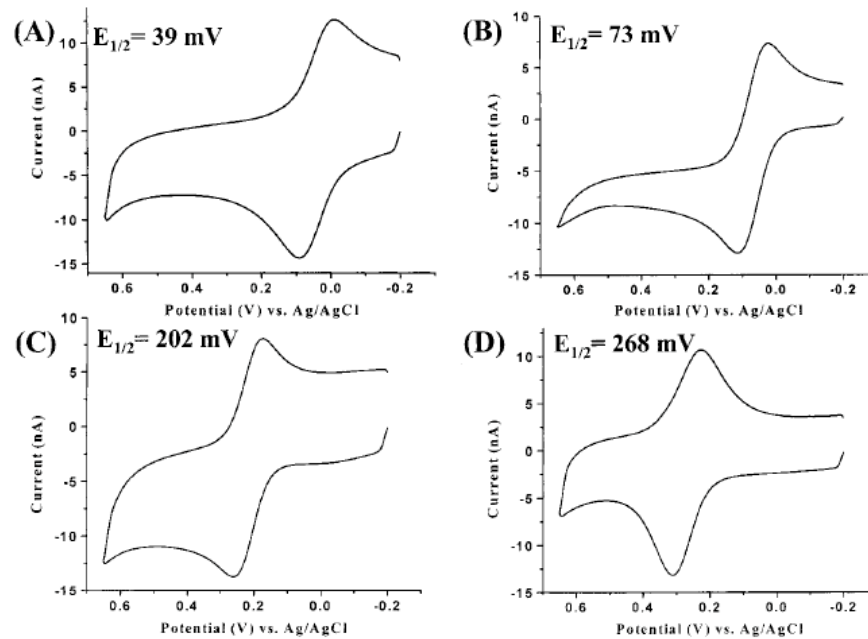 (A)
E1/2= 39 mV
10
5
0
-5
-10
-15
Current (nA)
0.6
0.4
0.2
0.0
-0.2
Potential (V) vs. Ag/AgCl
(B)
E1/2= 73 mV
10
5
0
-5
-10
-15
Current (nA)
0.6
0.4
0.2
0.0
-0.2
Potential (V) vs. Ag/AgCl
(C)
E1/2= 202 mV
10
5
0
-5
-10
-15
Current (nA)
0.6
0.4
0.2
0.0
-0.2
Potential (V) vs. Ag/AgCl
(D)
E1/2= 268 mV
10
5
0
-5
-10
-15
Current (nA)
0.6
0.4
0.2
0.0
-0.2
Potential (V) vs. Ag/AgCl